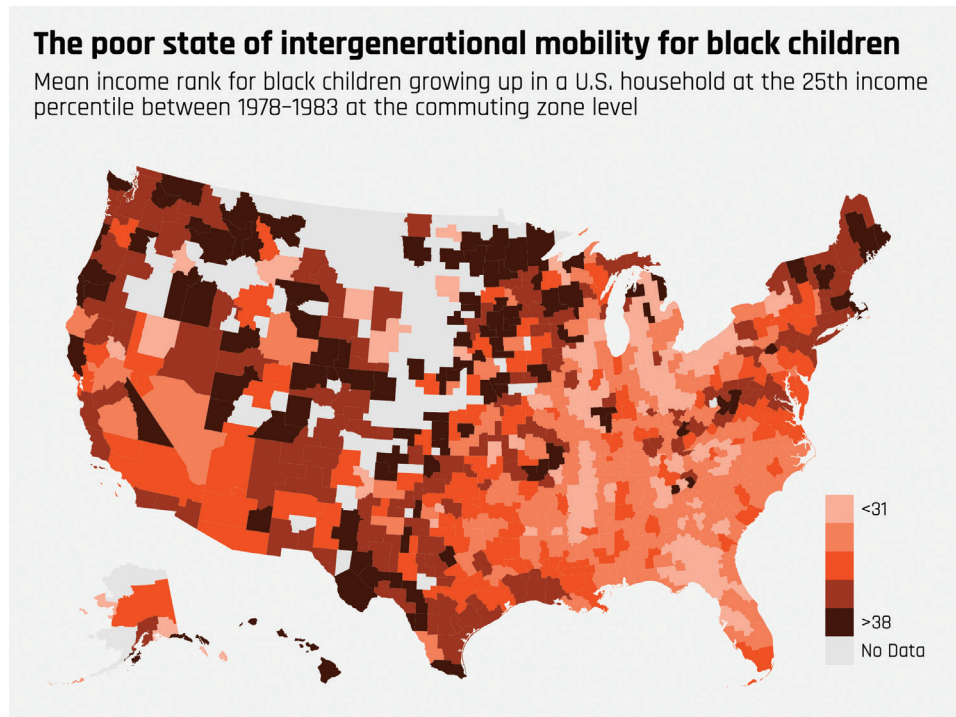 The poor state of intergenerational mobility for black children
Mean income rank for black children growing up in a U.S. household at the 25th income
percentile between 1978–1983 at the commuting zone level
<31
>38
No Data